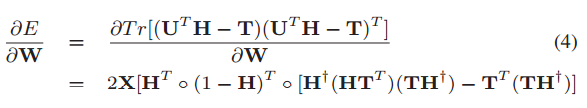 ∂E/∂W = ∂Tr[(U^T H − T)(U^T H − T)^T]/∂W (4)
= 2X[H^T ∘ (1 − H)^T ∘ [H^†(HT^T)(TH^†) − T^T(TH^†)]